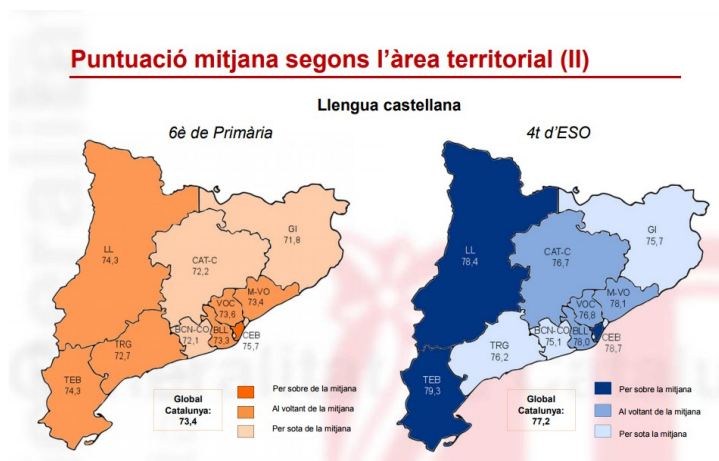 Puntuació mitjana segons l'àrea territorial (II)
Llengua castellana
6è de Primària
LL
74,3
GI
71,8
CAT-C
72,2
M-VO
73,4
VOC
73,6
BCN-CO
72,1
BLL
73,3
CEB
75,7
TRG
72,7
TEB
74,3
Global
Catalunya:
73,4
Per sobre de la mitjana
Al voltant de la mitjana
Per sota de la mitjana
4t d'ESO
LL
78,4
GI
75,7
CAT-C
76,7
M-VO
78,1
VOC
76,8
BCN-CO
75,1
BLL
78,0
CEB
78,7
TRG
76,2
TEB
79,3
Global
Catalunya:
77,2
Per sobre la mitjana
Al voltant de la mitjana
Per sota la mitjana